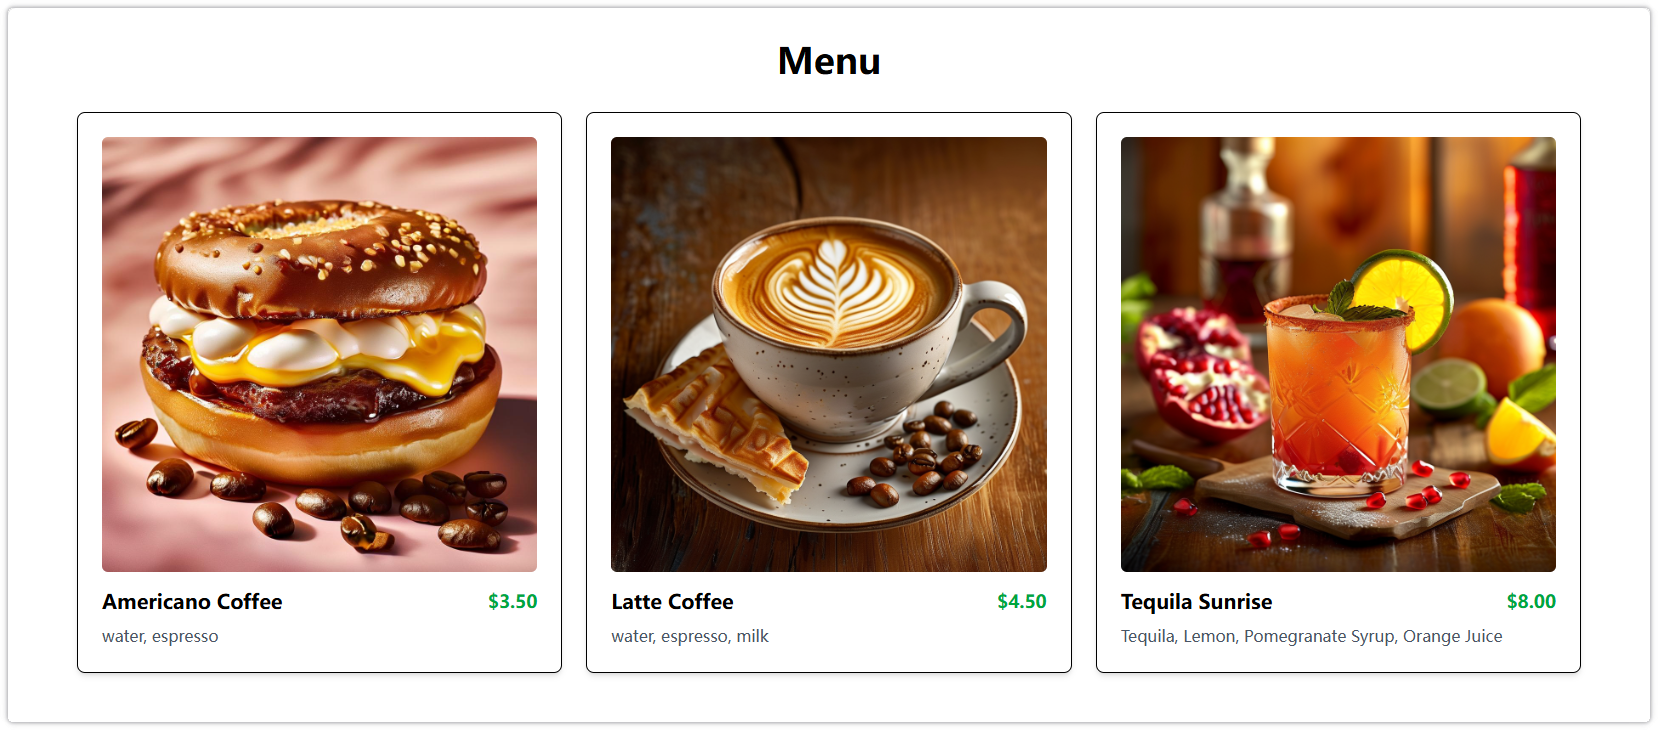 Menu
Americano Coffee
$3.50
water, espresso
Latte Coffee
$4.50
water, espresso, milk
Tequila Sunrise
$8.00
Tequila, Lemon, Pomegranate Syrup, Orange Juice